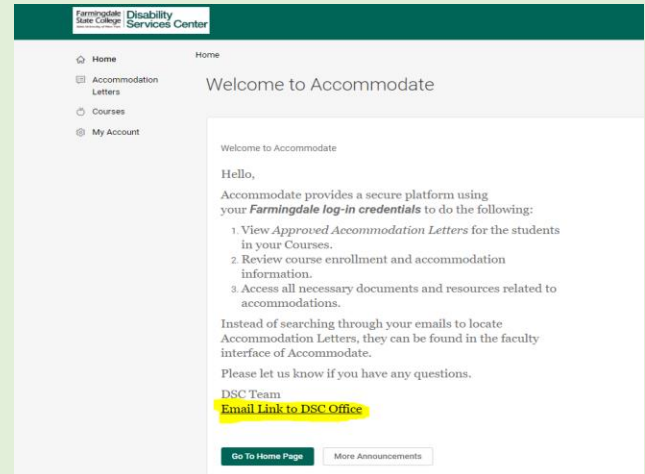 Farmingdale
State College
Disability
Services Center
Home
Accommodation
Letters
Courses
My Account
Home
Welcome to Accommodate
Welcome to Accommodate
Hello,
Accommodate provides a secure platform using
your Farmingdale log-in credentials to do the following:
1. View Approved Accommodation Letters for the students
in your Courses.
2. Review course enrollment and accommodation
information.
3. Access all necessary documents and resources related to
accommodations.
Instead of searching through your emails to locate
Accommodation Letters, they can be found in the faculty
interface of Accommodate.
Please let us know if you have any questions.
DSC Team
Email Link to DSC Office
Go To Home Page
More Announcements